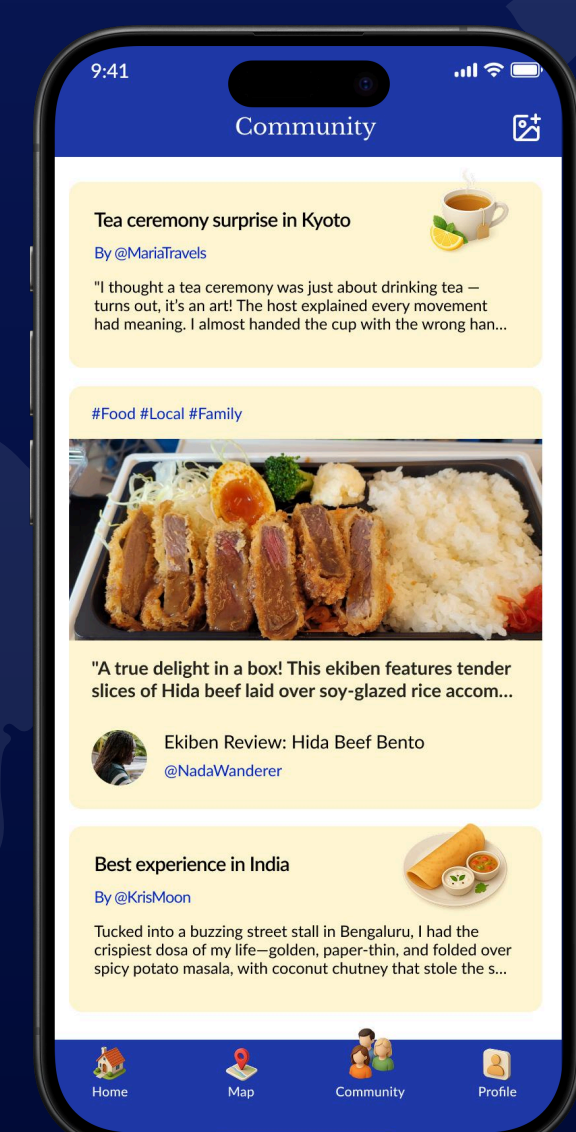 9:41
Community
Tea ceremony surprise in Kyoto
By @MariaTravels
"I thought a tea ceremony was just about drinking tea —
turns out, it's an art! The host explained every movement
had meaning. I almost handed the cup with the wrong han...
#Food #Local #Family
"A true delight in a box! This ekiben features tender
slices of Hida beef laid over soy-glazed rice accom...
Ekiben Review: Hida Beef Bento
@NadaWanderer
Best experience in India
By @KrisMoon
Tucked into a buzzing street stall in Bengaluru, I had the
crispiest dosa of my life—golden, paper-thin, and folded over
spicy potato masala, with coconut chutney that stole the s...
Home
Map
Community
Profile